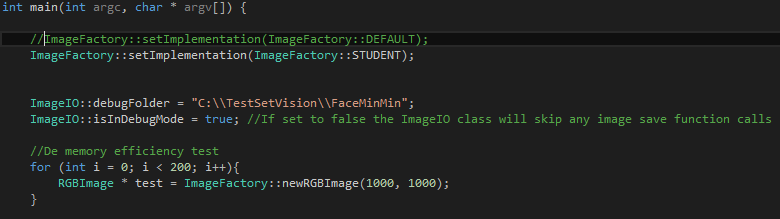 int main(int argc, char * argv[]) {
//ImageFactory::setImplementation(ImageFactory::DEFAULT);
ImageFactory::setImplementation(ImageFactory::STUDENT);
ImageIO::debugFolder = "C:\\TestSetVision\\FaceMinMin";
ImageIO::isInDebugMode = true; //If set to false the ImageIO class will skip any image save function calls
//De memory efficiency test
for (int i = 0; i < 200; i++){
RGBImage * test = ImageFactory::newRGBImage(1000, 1000);
}